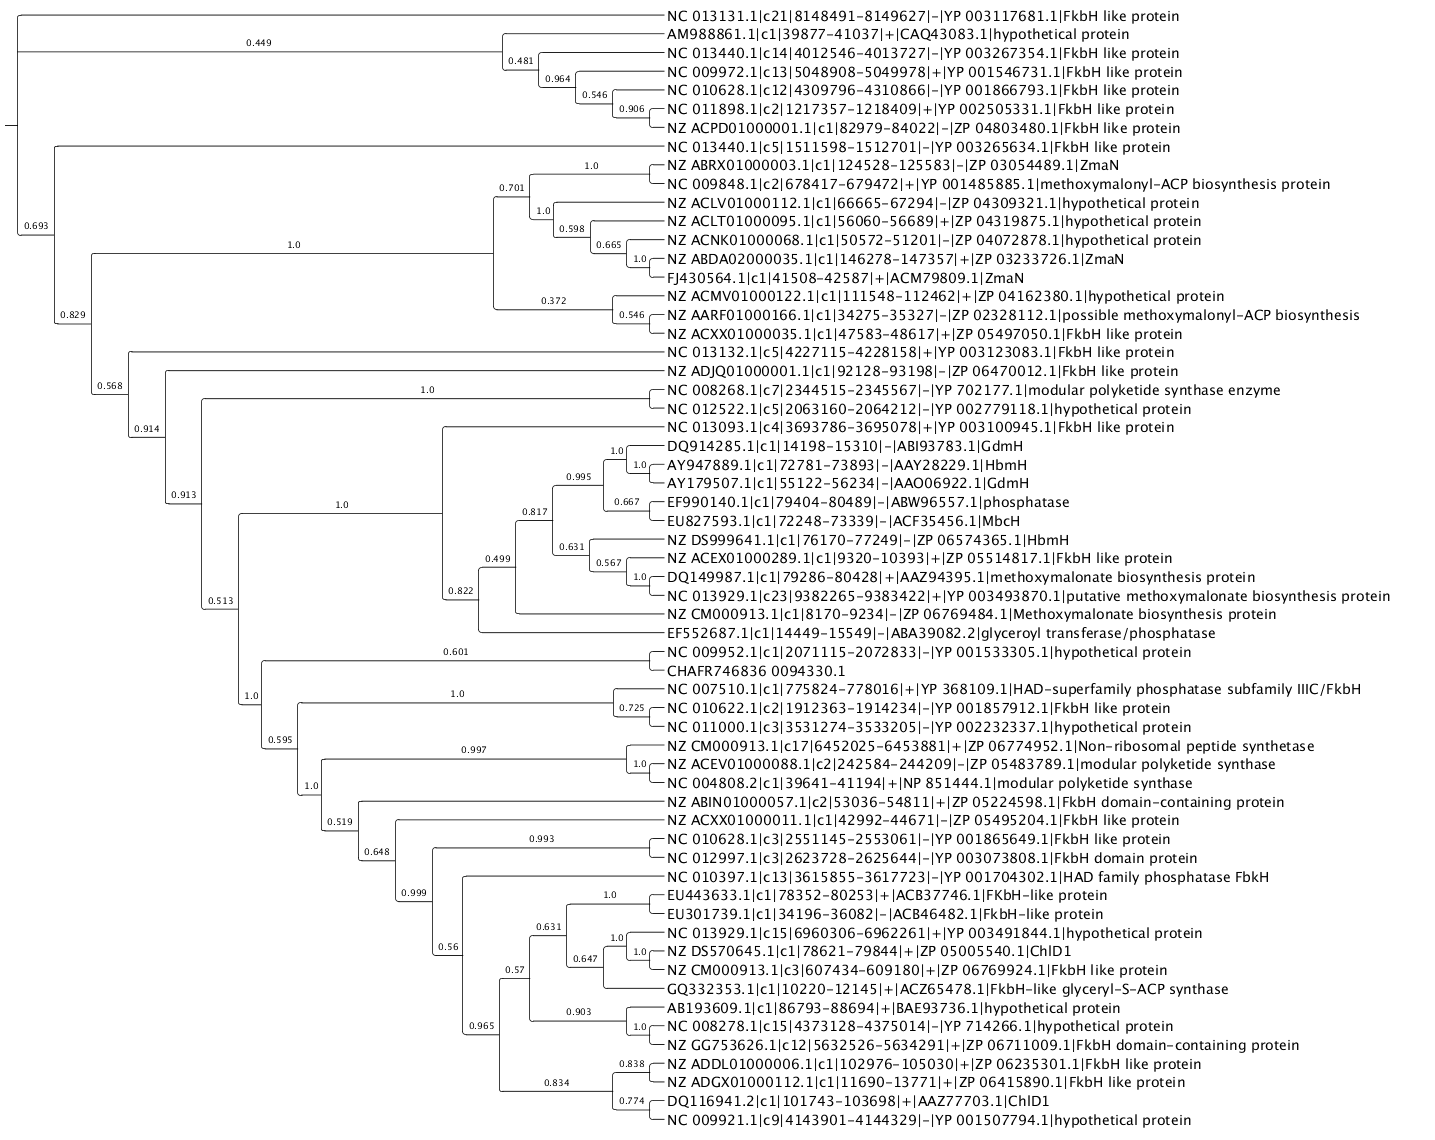 NC 013131.1|c21|8148491-8149627|-|YP 003117681.1|FkbH like protein
AM988861.1|c1|39877-41037|+|CAQ43083.1|hypothetical protein
0.449
NC 013440.1|c14|4012546-4013727|-|YP 003267354.1|FkbH like protein
0.481
NC 009972.1|c13|5048908-5049978|+|YP 001546731.1|FkbH like protein
0.964
NC 010628.1|c12|4309796-4310866|-|YP 001866793.1|FkbH like protein
0.546
NC 011898.1|c2|1217357-1218409|+|YP 002505331.1|FkbH like protein
0.906
NZ ACPD01000001.1|c1|82979-84022|-|ZP 04803480.1|FkbH like protein
NC 013440.1|c5|1511598-1512701|-|YP 003265634.1|FkbH like protein
1.0
NZ ABRX01000003.1|c1|124528-125583|-|ZP 03054489.1|ZmaN
0.701
NC 009848.1|c2|678417-679472|+|YP 001485885.1|methoxymalonyl-ACP biosynthesis protein
NZ ACLV01000112.1|c1|66665-67294|-|ZP 04309321.1|hypothetical protein
1.0
0.693
NZ ACLT01000095.1|c1|56060-56689|+|ZP 04319875.1|hypothetical protein
0.598
NZ ACNK01000068.1|c1|50572-51201|-|ZP 04072878.1|hypothetical protein
1.0
0.665
NZ ABDA02000035.1|c1|146278-147357|+|ZP 03233726.1|ZmaN
1.0
FJ430564.1|c1|41508-42587|+|ACM79809.1|ZmaN
NZ ACMV01000122.1|c1|111548-112462|+|ZP 04162380.1|hypothetical protein
0.372
0.829
NZ AARF01000166.1|c1|34275-35327|-|ZP 02328112.1|possible methoxymalonyl-ACP biosynthesis
0.546
NZ ACXX01000035.1|c1|47583-48617|+|ZP 05497050.1|FkbH like protein
NC 013132.1|c5|4227115-4228158|+|YP 003123083.1|FkbH like protein
NZ ADJQ01000001.1|c1|92128-93198|-|ZP 06470012.1|FkbH like protein
0.568
1.0
NC 008268.1|c7|2344515-2345567|-|YP 702177.1|modular polyketide synthase enzyme
NC 012522.1|c5|2063160-2064212|-|YP 002779118.1|hypothetical protein
0.914
NC 013093.1|c4|3693786-3695078|+|YP 003100945.1|FkbH like protein
DQ914285.1|c1|14198-15310|-|ABI93783.1|GdmH
1.0
AY947889.1|c1|72781-73893|-|AAY28229.1|HbmH
1.0
0.995
AY179507.1|c1|55122-56234|-|AAO06922.1|GdmH
0.913
1.0
EF990140.1|c1|79404-80489|-|ABW96557.1|phosphatase
0.667
0.817
EU827593.1|c1|72248-73339|-|ACF35456.1|MbcH
NZ DS999641.1|c1|76170-77249|-|ZP 06574365.1|HbmH
0.631
NZ ACEX01000289.1|c1|9320-10393|+|ZP 05514817.1|FkbH like protein
0.499
0.567
DQ149987.1|c1|79286-80428|+|AAZ94395.1|methoxymalonate biosynthesis protein
1.0
0.822
NC 013929.1|c23|9382265-9383422|+|YP 003493870.1|putative methoxymalonate biosynthesis protein
0.513
NZ CM000913.1|c1|8170-9234|-|ZP 06769484.1|Methoxymalonate biosynthesis protein
EF552687.1|c1|14449-15549|-|ABA39082.2|glyceroyl transferase/phosphatase
0.601
NC 009952.1|c1|2071115-2072833|-|YP 001533305.1|hypothetical protein
CHAFR746836 0094330.1
NC 007510.1|c1|775824-778016|+|YP 368109.1|HAD-superfamily phosphatase subfamily IIIC/FkbH
1.0
1.0
NC 010622.1|c2|1912363-1914234|-|YP 001857912.1|FkbH like protein
0.725
NC 011000.1|c3|3531274-3533205|-|YP 002232337.1|hypothetical protein
0.595
NZ CM000913.1|c17|6452025-6453881|+|ZP 06774952.1|Non-ribosomal peptide synthetase
0.997
NZ ACEV01000088.1|c2|242584-244209|-|ZP 05483789.1|modular polyketide synthase
1.0
NC 004808.2|c1|39641-41194|+|NP 851444.1|modular polyketide synthase
1.0
NZ ABIN01000057.1|c2|53036-54811|+|ZP 05224598.1|FkbH domain-containing protein
NZ ACXX01000011.1|c1|42992-44671|-|ZP 05495204.1|FkbH like protein
0.519
NC 010628.1|c3|2551145-2553061|-|YP 001865649.1|FkbH like protein
0.993
0.648
NC 012997.1|c3|2623728-2625644|-|YP 003073808.1|FkbH domain protein
NC 010397.1|c13|3615855-3617723|-|YP 001704302.1|HAD family phosphatase FbkH
0.999
EU443633.1|c1|78352-80253|+|ACB37746.1|FKbH-like protein
1.0
EU301739.1|c1|34196-36082|-|ACB46482.1|FkbH-like protein
0.631
NC 013929.1|c15|6960306-6962261|+|YP 003491844.1|hypothetical protein
1.0
0.56
NZ DS570645.1|c1|78621-79844|+|ZP 05005540.1|ChlD1
1.0
0.647
NZ CM000913.1|c3|607434-609180|+|ZP 06769924.1|FkbH like protein
0.57
GQ332353.1|c1|10220-12145|+|ACZ65478.1|FkbH-like glyceryl-S-ACP synthase
AB193609.1|c1|86793-88694|+|BAE93736.1|hypothetical protein
0.903
NC 008278.1|c15|4373128-4375014|-|YP 714266.1|hypothetical protein
0.965
1.0
NZ GG753626.1|c12|5632526-5634291|+|ZP 06711009.1|FkbH domain-containing protein
NZ ADDL01000006.1|c1|102976-105030|+|ZP 06235301.1|FkbH like protein
0.838
NZ ADGX01000112.1|c1|11690-13771|+|ZP 06415890.1|FkbH like protein
0.834
DQ116941.2|c1|101743-103698|+|AAZ77703.1|ChlD1
0.774
NC 009921.1|c9|4143901-4144329|-|YP 001507794.1|hypothetical protein